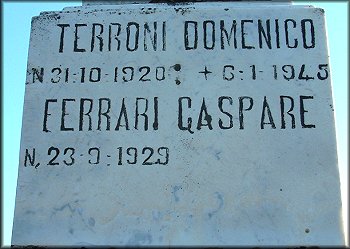 TERRONI DOMENICO
N 31-10-1920 + 6-1-1945
FERRARI GASPARE
N. 23-9-1929